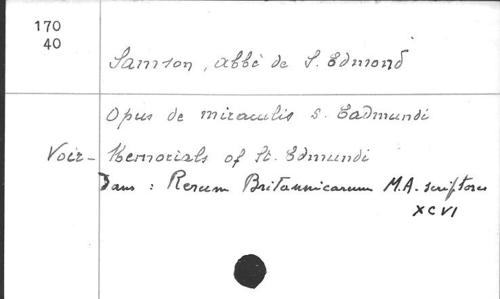 170
40
Samson, abbé de S. Edmond
Opus de miraculis S. Eadmundi
Voir - Memorials of St. Edmundi
Dans : Rerum Britannicarum M.A. scriptores
XCVI